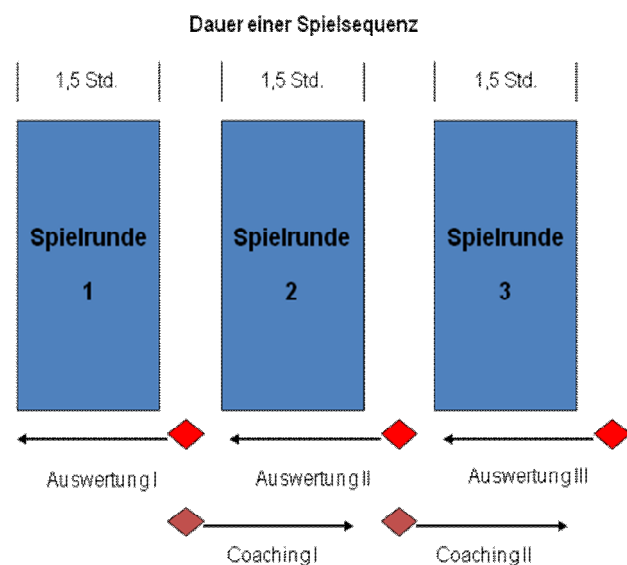 Dauer einer Spielsequenz
1,5 Std.
1,5 Std.
1,5 Std.
Spielrunde
1
Spielrunde
2
Spielrunde
3
Auswertung I
Auswertung II
Auswertung III
Coaching I
Coaching II